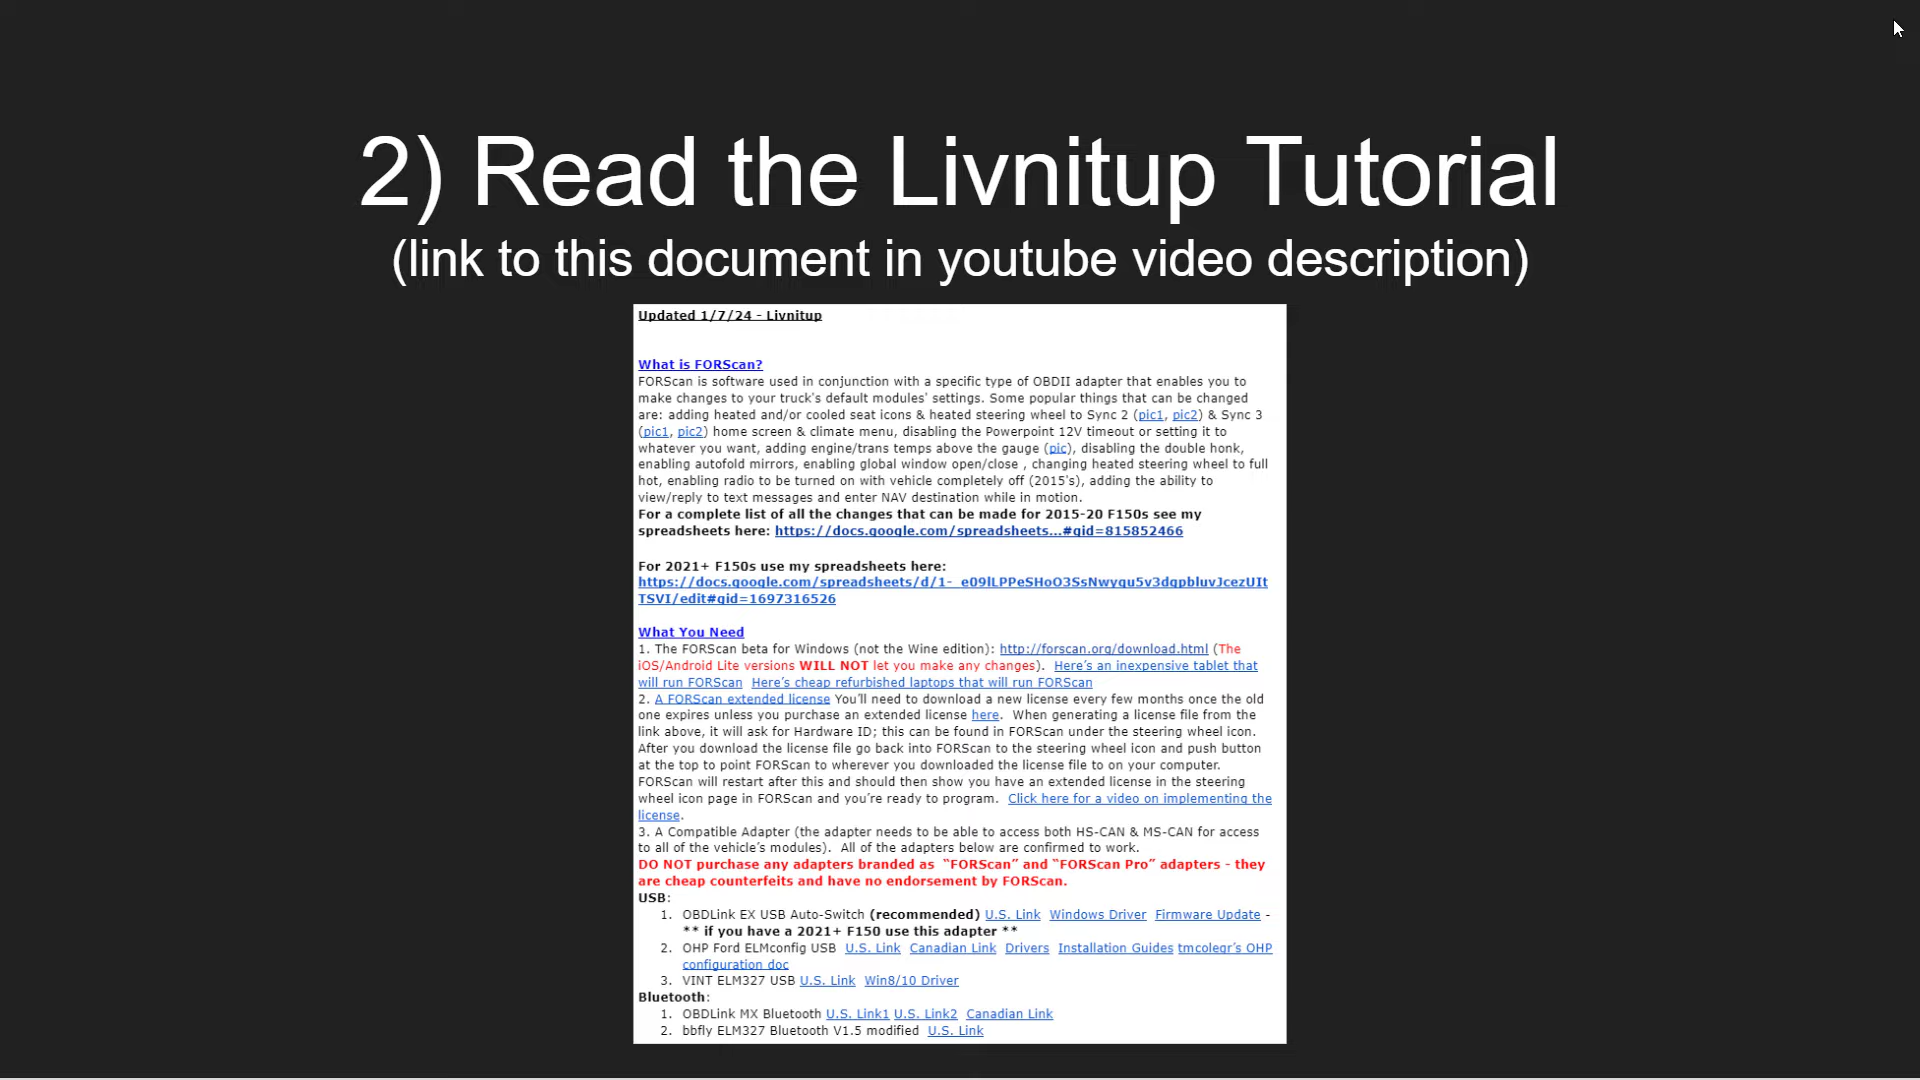 2) Read the Livnitup Tutorial
(link to this document in youtube video description)
Updated 1/7/24 - Livnitup
What is FORScan?
FORScan is software used in conjunction with a specific type of OBDII adapter that enables you to
make changes to your truck's default modules' settings. Some popular things that can be changed
are: adding heated and/or cooled seat icons & heated steering wheel to Sync 2 (pic1, pic2) & Sync 3
(pic1, pic2) home screen & climate menu, disabling the Powerpoint 12V timeout or setting it to
whatever you want, adding engine/trans temps above the gauge (pic), disabling the double honk,
enabling autofold mirrors, enabling global window open/close , changing heated steering wheel to full
hot, enabling radio to be turned on with vehicle completely off (2015's), adding the ability to
view/reply to text messages and enter NAV destination while in motion.
For a complete list of all the changes that can be made for 2015-20 F150s see my
spreadsheets here: https://docs.google.com/spreadsheets...#gid=815852466
For 2021+ F150s use my spreadsheets here:
https://docs.google.com/spreadsheets/d/1-_e09lLPPeSHoO3SsNwyqu5v3dgpbluvJcezUIt
TSVI/edit#gid=1697316526
What You Need
1. The FORScan beta for Windows (not the Wine edition): http://forscan.org/download.html (The
iOS/Android Lite versions WILL NOT let you make any changes). Here's an inexpensive tablet that
will run FORScan Here's cheap refurbished laptops that will run FORScan
2. A FORScan extended license You'll need to download a new license every few months once the old
one expires unless you purchase an extended license here. When generating a license file from the
link above, it will ask for Hardware ID; this can be found in FORScan under the steering wheel icon.
After you download the license file go back into FORScan to the steering wheel icon and push button
at the top to point FORScan to wherever you downloaded the license file to on your computer.
FORScan will restart after this and should then show you have an extended license in the steering
wheel icon page in FORScan and you're ready to program. Click here for a video on implementing the
license.
3. A Compatible Adapter (the adapter needs to be able to access both HS-CAN & MS-CAN for access
to all of the vehicle's modules). All of the adapters below are confirmed to work.
DO NOT purchase any adapters branded as “FORScan” and “FORScan Pro” adapters - they
are cheap counterfeits and have no endorsement by FORScan.
USB:
1. OBDLink EX USB Auto-Switch (recommended) U.S. Link Windows Driver Firmware Update -
** if you have a 2021+ F150 use this adapter **
2. OHP Ford ELMconfig USB U.S. Link Canadian Link Drivers Installation Guides tmcolegr's OHP
configuration doc
3. VINT ELM327 USB U.S. Link Win8/10 Driver
Bluetooth:
1. OBDLink MX Bluetooth U.S. Link1 U.S. Link2 Canadian Link
2. bbfly ELM327 Bluetooth V1.5 modified U.S. Link